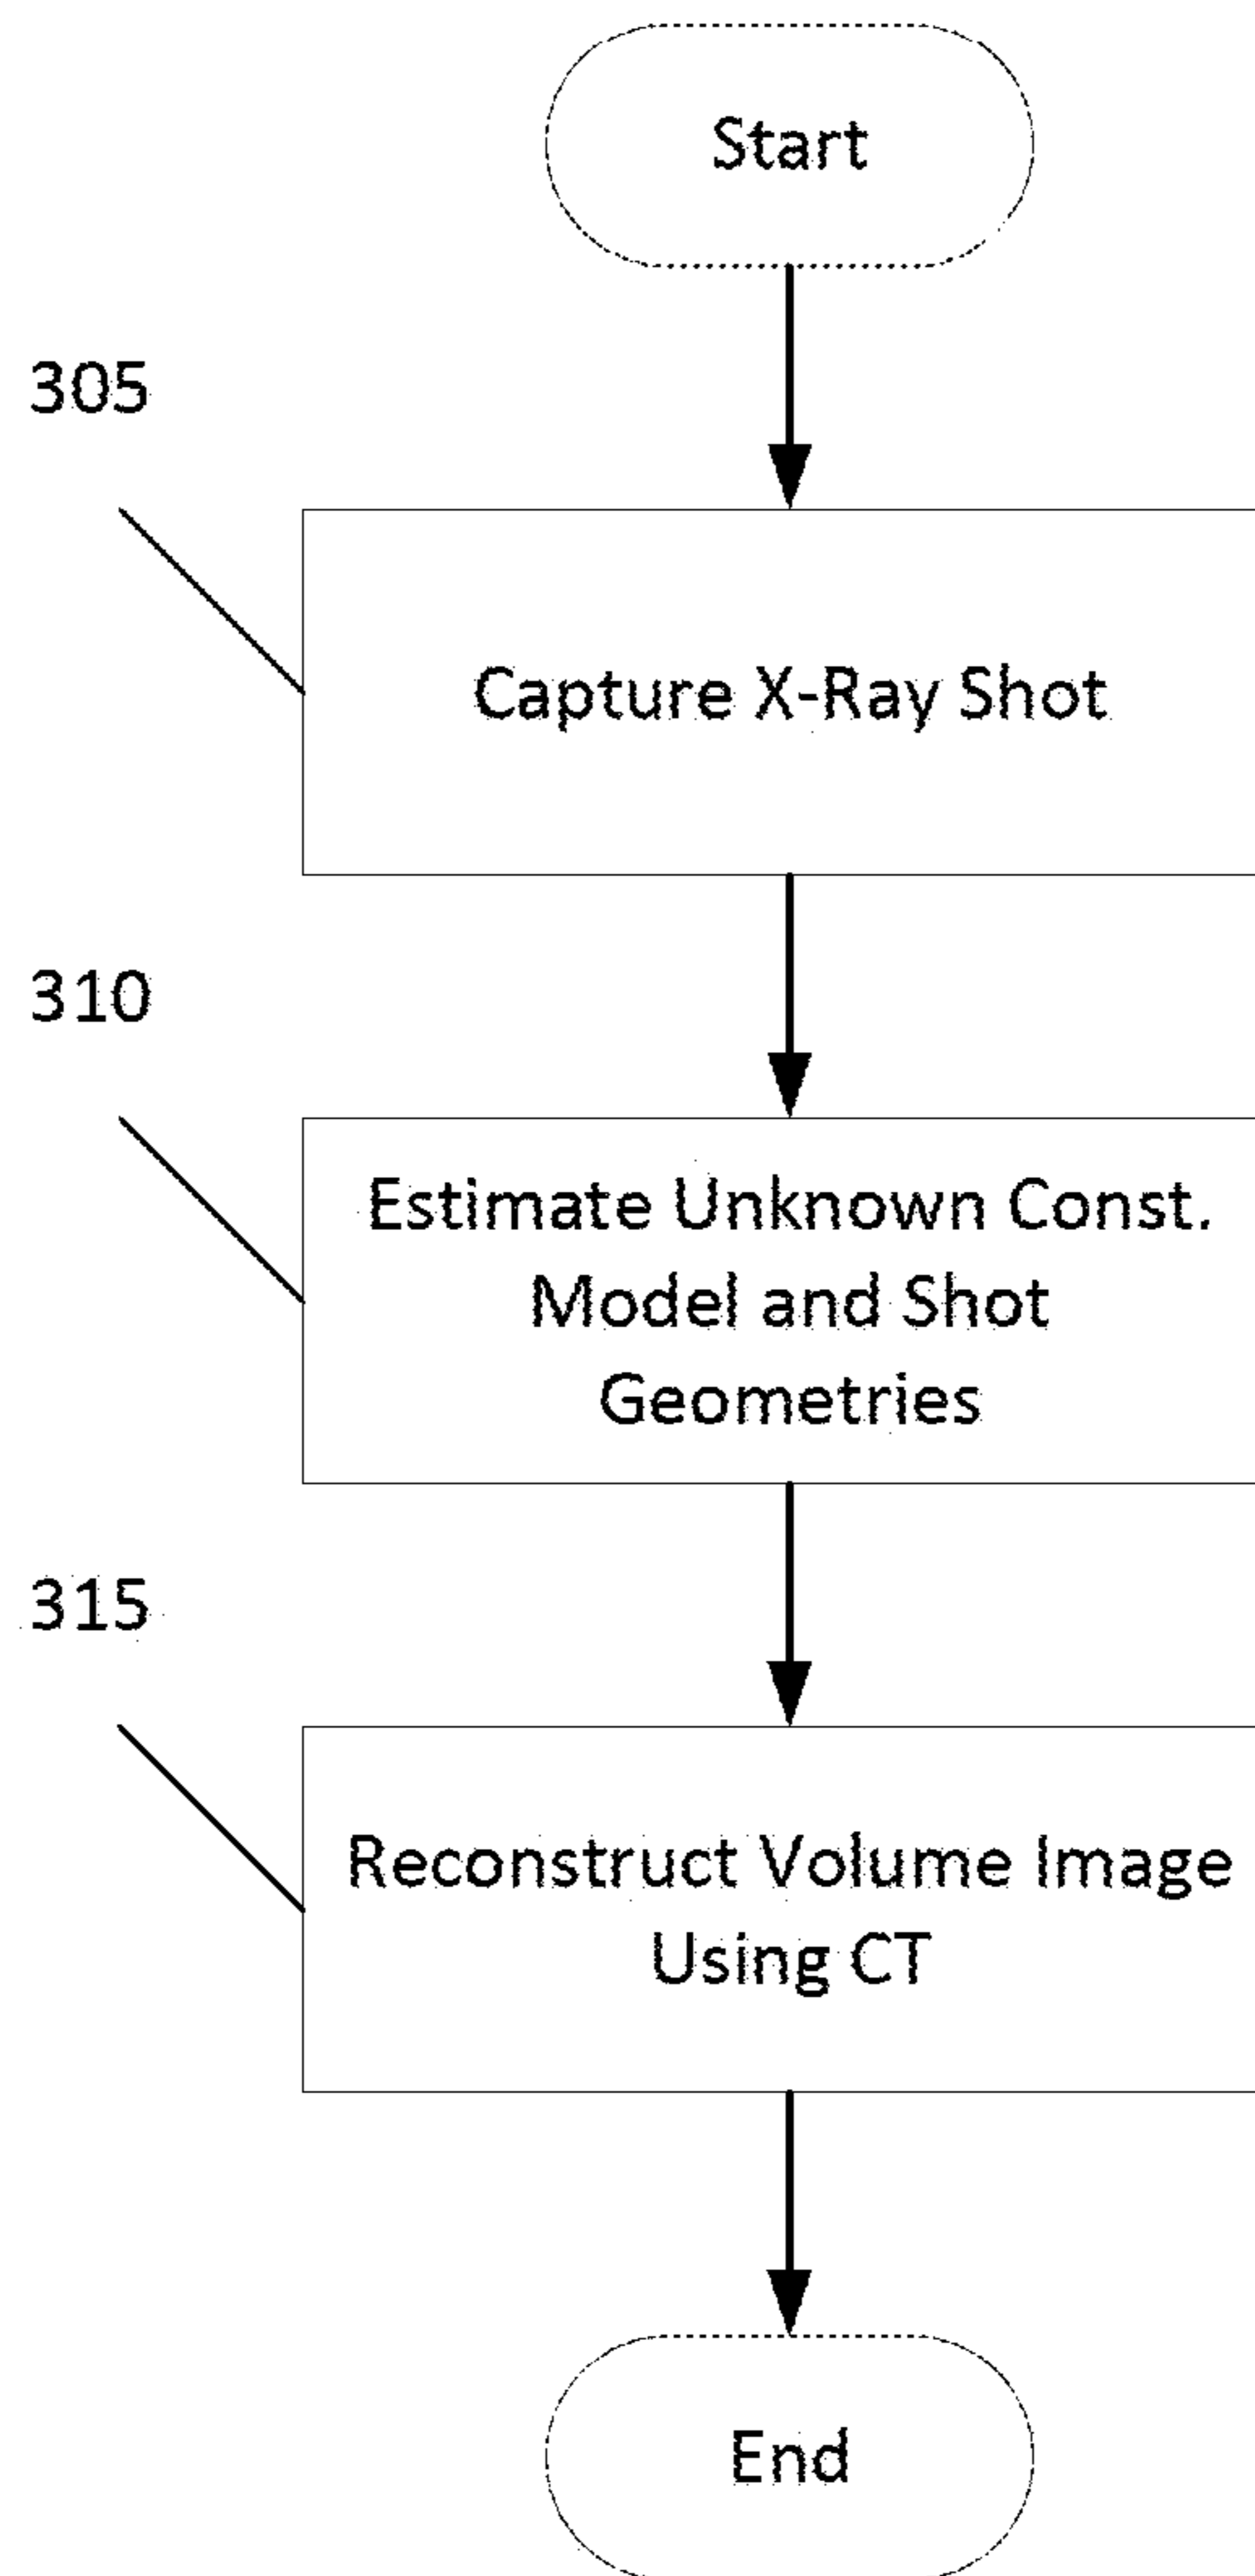 Start
305
Capture X-Ray Shot
310
Estimate Unknown Const.
Model and Shot
Geometries
315
Reconstruct Volume Image
Using CT
End